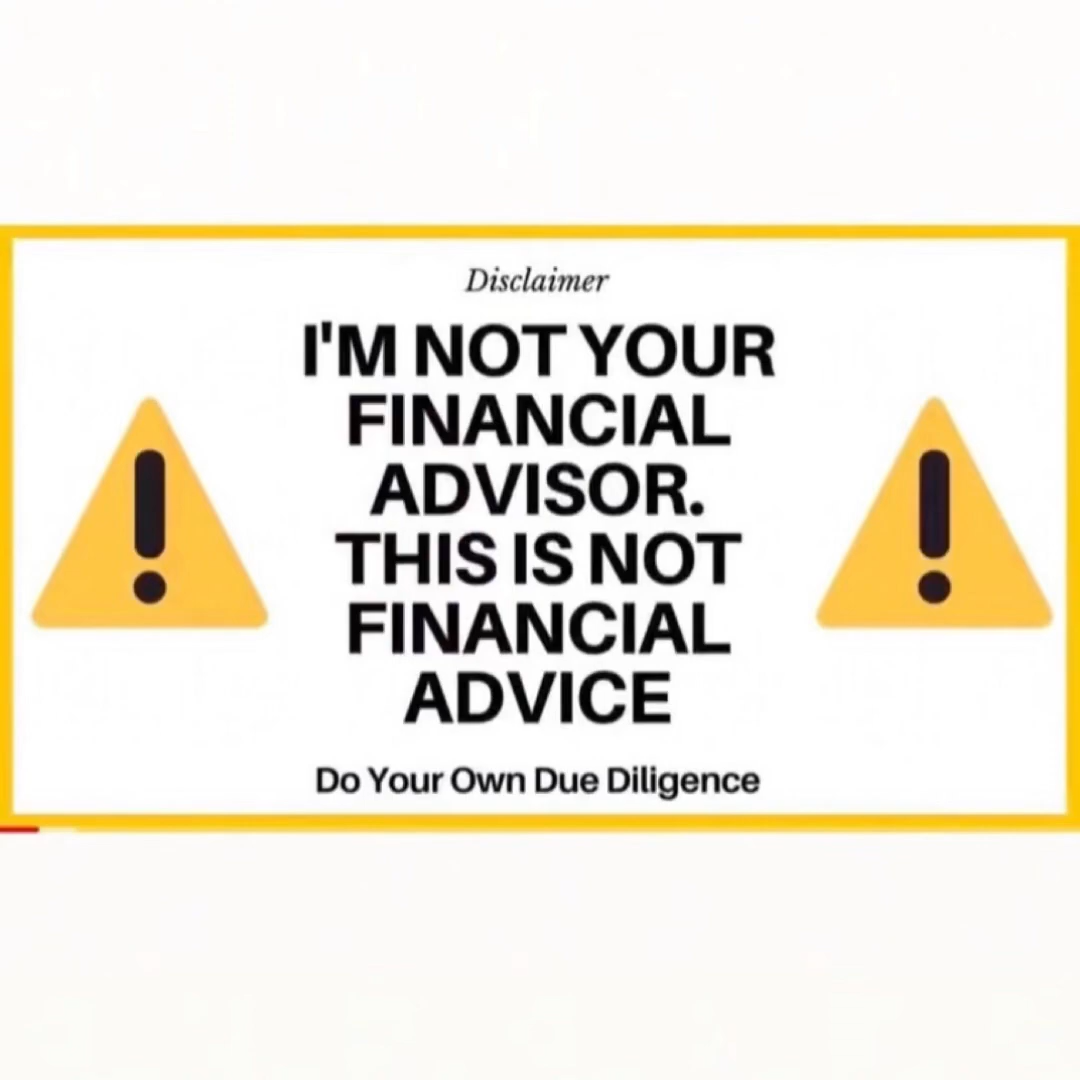 Disclaimer
I'M NOT YOUR
FINANCIAL
ADVISOR.
THIS IS NOT
FINANCIAL
ADVICE
Do Your Own Due Diligence